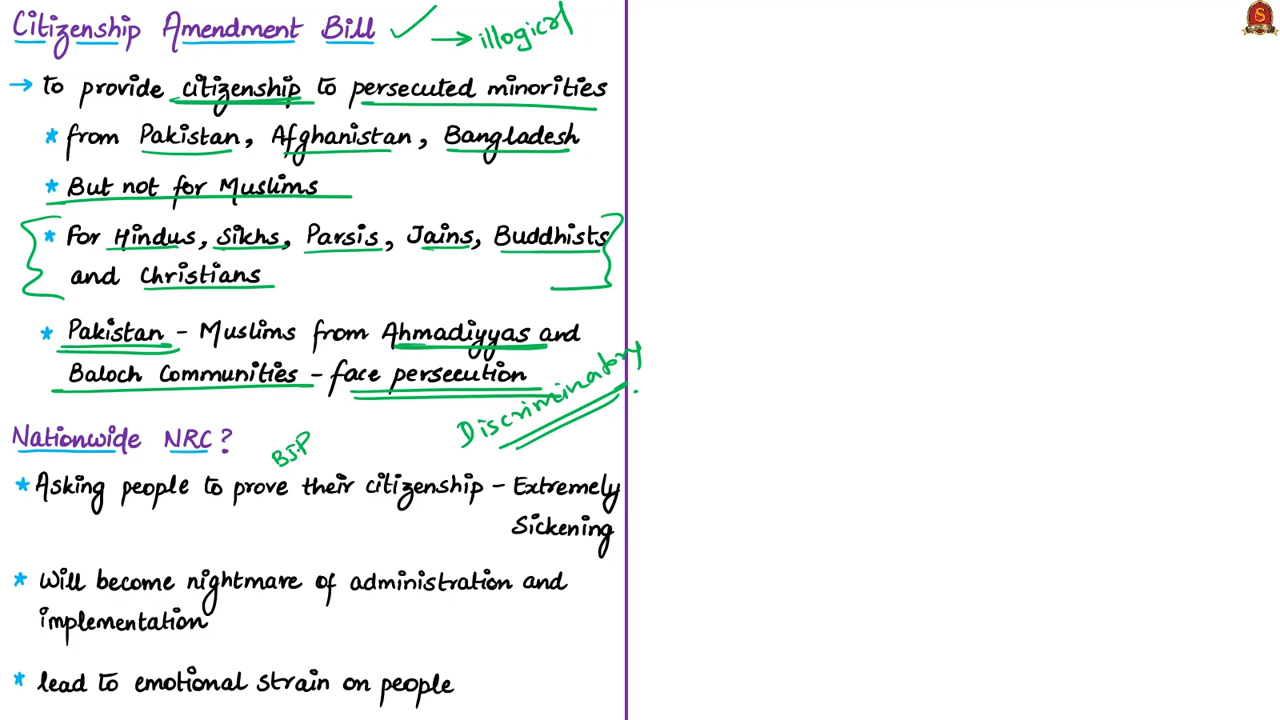 Citizenship Amendment Bill ✓ → illogical
→ to provide citizenship to persecuted minorities
* from Pakistan, Afghanistan, Bangladesh
* But not for Muslims
* For Hindus, Sikhs, Parsis, Jains, Buddhists
and Christians
* Pakistan - Muslims from Ahmadiyyas and
Baloch Communities - face persecution
Discriminatory
Nationwide NRC?
BJP
* Asking people to prove their citizenship - Extremely
Sickening
* Will become nightmare of administration and
implementation
* lead to emotional strain on people
S